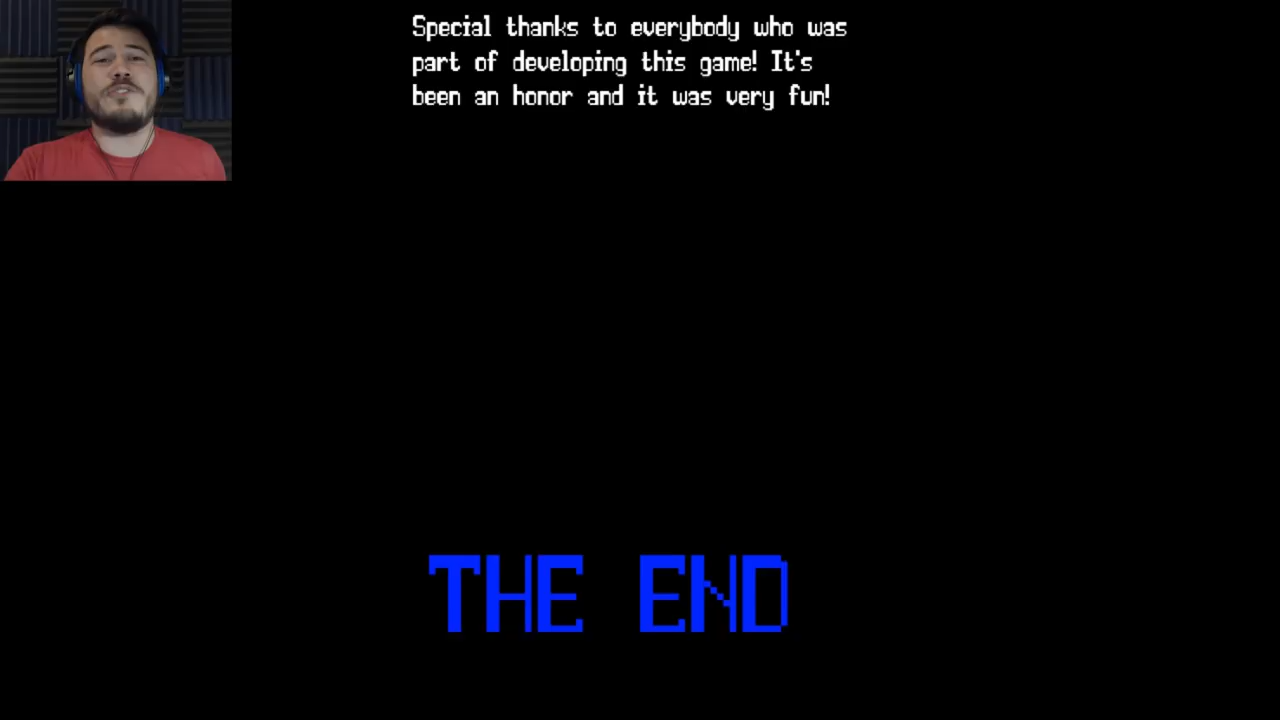 Special thanks to everybody who was
part of developing this game! It's
been an honor and it was very fun!
THE END